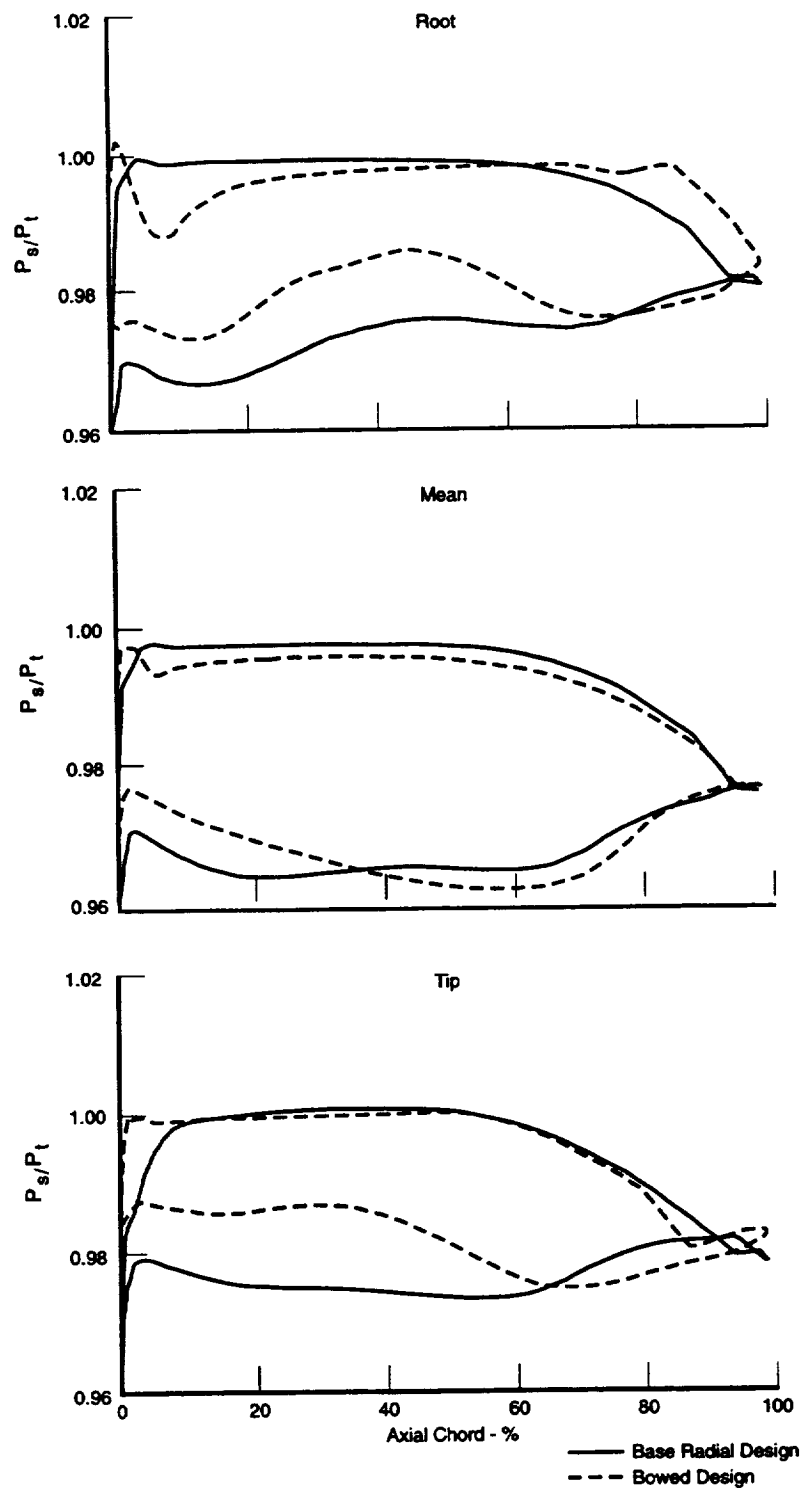 Root
1.02
1.00
0.98
0.96
Ps/Pt
Mean
1.02
1.00
0.98
0.96
Ps/Pt
Tip
1.02
1.00
0.98
0.96
Ps/Pt
0 20 40 60 80 100
Axial Chord - %
Base Radial Design
Bowed Design